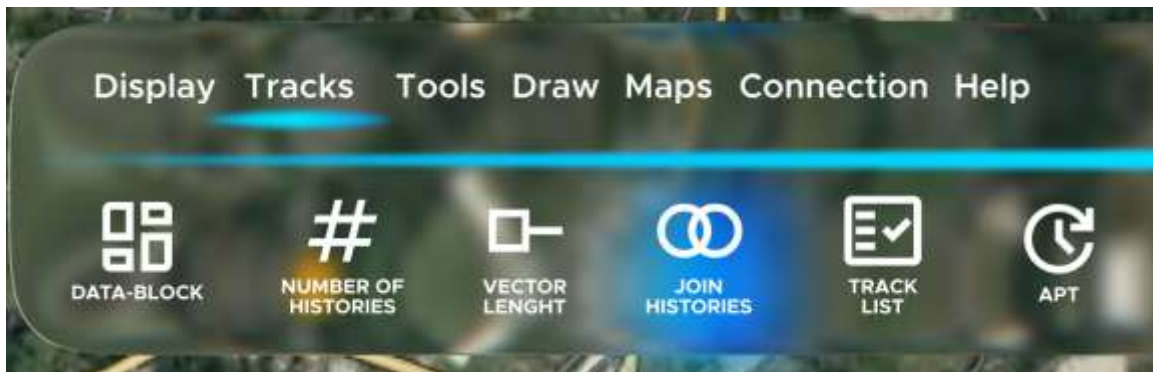 Display Tracks Tools Draw Maps Connection Help
DATA-BLOCK
NUMBER OF
HISTORIES
VECTOR
LENGHT
JOIN
HISTORIES
TRACK
LIST
APT